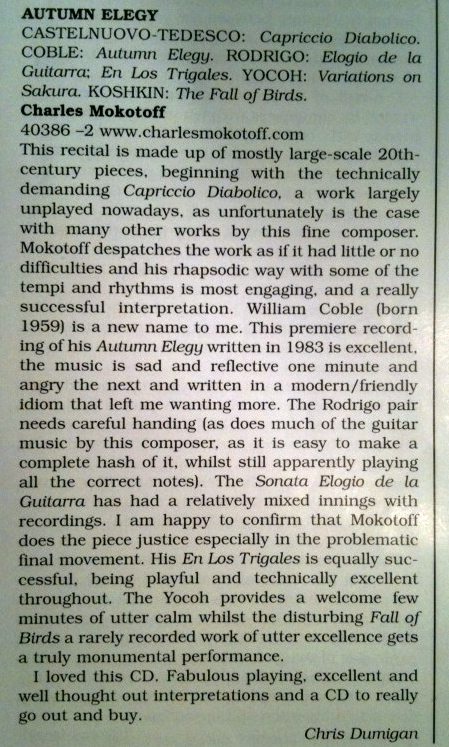 AUTUMN ELEGY
CASTELNUOVO-TEDESCO: Capriccio Diabolico.
COBLE: Autumn Elegy. RODRIGO: Elogio de la
Guitarra; En Los Trigales. YOCOH: Variations on
Sakura. KOSHKIN: The Fall of Birds.
Charles Mokotoff
40386 –2 www.charlesmokotoff.com
This recital is made up of mostly large-scale 20th-
century pieces, beginning with the technically
demanding Capriccio Diabolico, a work largely
unplayed nowadays, as unfortunately is the case
with many other works by this fine composer.
Mokotoff despatches the work as if it had little or no
difficulties and his rhapsodic way with some of the
tempi and rhythms is most engaging, and a really
successful interpretation. William Coble (born
1959) is a new name to me. This premiere record-
ing of his Autumn Elegy written in 1983 is excellent,
the music is sad and reflective one minute and
angry the next and written in a modern/friendly
idiom that left me wanting more. The Rodrigo pair
needs careful handing (as does much of the guitar
music by this composer, as it is easy to make a
complete hash of it, whilst still apparently playing
all the correct notes). The Sonata Elogio de la
Guitarra has had a relatively mixed innings with
recordings. I am happy to confirm that Mokotoff
does the piece justice especially in the problematic
final movement. His En Los Trigales is equally suc-
cessful, being playful and technically excellent
throughout. The Yocoh provides a welcome few
minutes of utter calm whilst the disturbing Fall of
Birds a rarely recorded work of utter excellence gets
a truly monumental performance.
I loved this CD. Fabulous playing, excellent and
well thought out interpretations and a CD to really
go out and buy.
Chris Dumigan